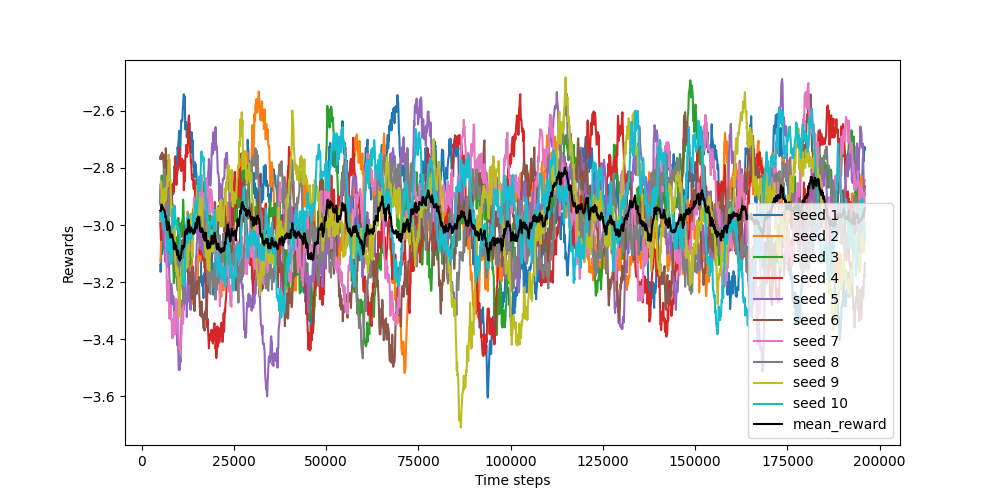 −2.6
−2.8
−3.0
−3.2
−3.4
−3.6
Rewards
0
25000
50000
75000
100000
125000
150000
175000
200000
Time steps
seed 1
seed 2
seed 3
seed 4
seed 5
seed 6
seed 7
seed 8
seed 9
seed 10
mean_reward